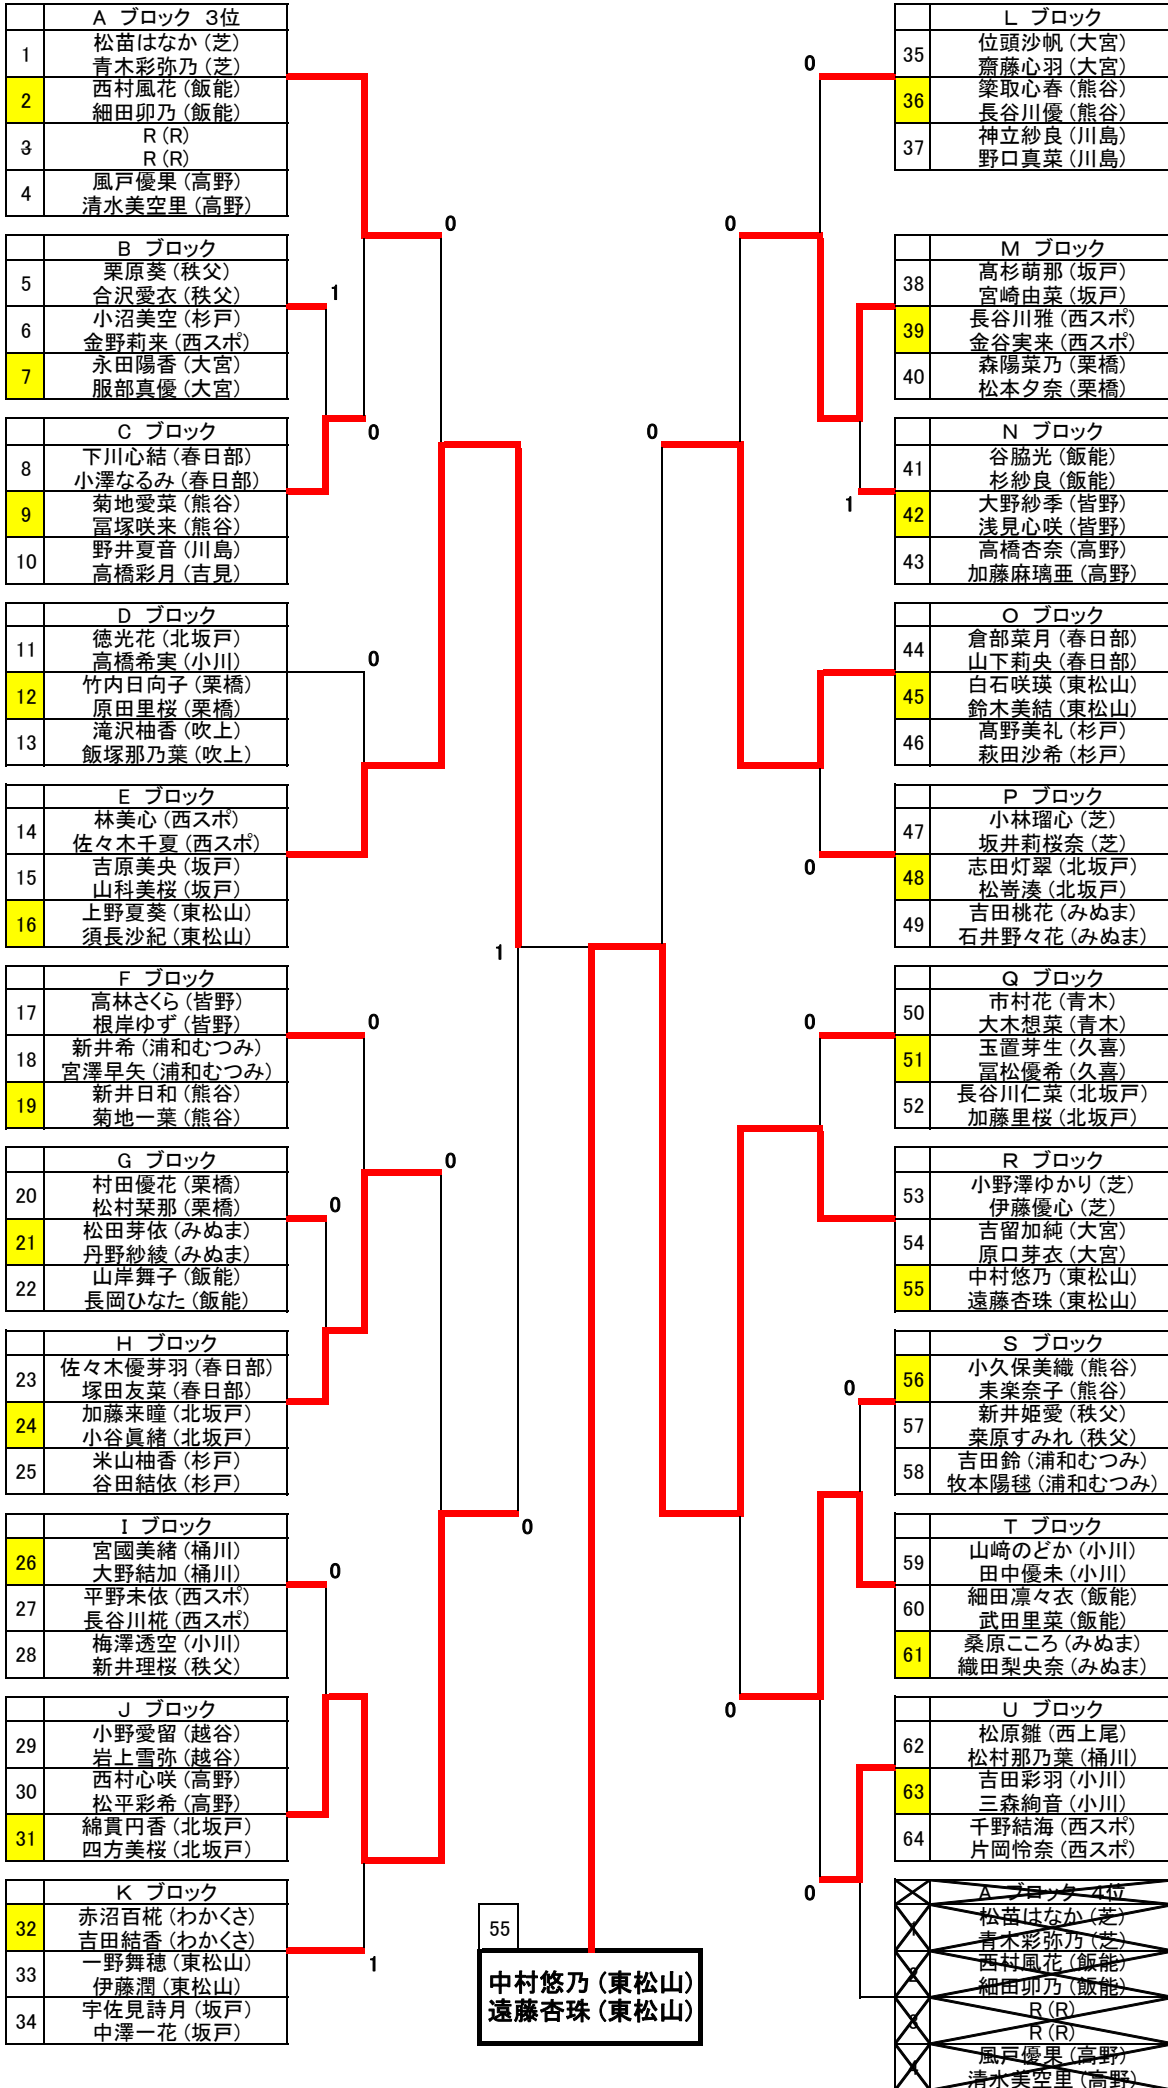 A ブロック 3位
1
松苗はなか (芝)
青木彩弥乃 (芝)
2
西村風花 (飯能)
細田卯乃 (飯能)
3
R (R)
R (R)
4
風戸優果 (高野)
清水美空里 (高野)
0
B ブロック
5
栗原葵 (秩父)
合沢愛衣 (秩父)
1
6
小沼美空 (杉戸)
金野莉来 (西スポ)
7
永田陽香 (大宮)
服部真優 (大宮)
0
C ブロック
8
下川心結 (春日部)
小澤なるみ (春日部)
9
菊地愛菜 (熊谷)
冨塚咲来 (熊谷)
10
野井夏音 (川島)
高橋彩月 (吉見)
D ブロック
11
徳光花 (北坂戸)
高橋希実 (小川)
0
12
竹内日向子 (栗橋)
原田里桜 (栗橋)
13
滝沢柚香 (吹上)
飯塚那乃葉 (吹上)
E ブロック
14
林美心 (西スポ)
佐々木千夏 (西スポ)
15
吉原美央 (坂戸)
山科美桜 (坂戸)
16
上野夏葵 (東松山)
須長沙紀 (東松山)
1
F ブロック
17
高林さくら (皆野)
根岸ゆず (皆野)
0
18
新井希 (浦和むつみ)
宮澤早矢 (浦和むつみ)
19
新井日和 (熊谷)
菊地一葉 (熊谷)
G ブロック
0
20
村田優花 (栗橋)
松村栞那 (栗橋)
0
21
松田芽依 (みぬま)
丹野紗綾 (みぬま)
22
山岸舞子 (飯能)
長岡ひなた (飯能)
H ブロック
23
佐々木優芽羽 (春日部)
塚田友菜 (春日部)
24
加藤来瞳 (北坂戸)
小谷眞緒 (北坂戸)
25
米山柚香 (杉戸)
谷田結依 (杉戸)
I ブロック
0
26
宮國美緒 (桶川)
大野結加 (桶川)
0
27
平野未依 (西スポ)
長谷川椛 (西スポ)
28
梅澤透空 (小川)
新井理桜 (秩父)
J ブロック
29
小野愛留 (越谷)
岩上雪弥 (越谷)
30
西村心咲 (高野)
松平彩希 (高野)
31
綿貫円香 (北坂戸)
四方美桜 (北坂戸)
K ブロック
32
赤沼百椛 (わかくさ)
吉田結香 (わかくさ)
1
33
一野舞穂 (東松山)
伊藤潤 (東松山)
34
宇佐見詩月 (坂戸)
中澤一花 (坂戸)
55
中村悠乃 (東松山)
遠藤杏珠 (東松山)
L ブロック
0
35
位頭沙帆 (大宮)
齋藤心羽 (大宮)
36
簗取心春 (熊谷)
長谷川優 (熊谷)
37
神立紗良 (川島)
野口真菜 (川島)
0
M ブロック
38
髙杉萌那 (坂戸)
宮崎由菜 (坂戸)
39
長谷川雅 (西スポ)
金谷実来 (西スポ)
40
森陽菜乃 (栗橋)
松本夕奈 (栗橋)
0
N ブロック
41
谷脇光 (飯能)
杉紗良 (飯能)
1
42
大野紗季 (皆野)
浅見心咲 (皆野)
43
高橋杏奈 (高野)
加藤麻璃亜 (高野)
O ブロック
44
倉部菜月 (春日部)
山下莉央 (春日部)
45
白石咲瑛 (東松山)
鈴木美結 (東松山)
46
髙野美礼 (杉戸)
萩田沙希 (杉戸)
P ブロック
47
小林瑠心 (芝)
坂井莉桜奈 (芝)
0
48
志田灯翠 (北坂戸)
松嵜湊 (北坂戸)
49
吉田桃花 (みぬま)
石井野々花 (みぬま)
Q ブロック
0
50
市村花 (青木)
大木想菜 (青木)
51
玉置芽生 (久喜)
冨松優希 (久喜)
52
長谷川仁菜 (北坂戸)
加藤里桜 (北坂戸)
R ブロック
53
小野澤ゆかり (芝)
伊藤優心 (芝)
54
吉留加純 (大宮)
原口芽衣 (大宮)
55
中村悠乃 (東松山)
遠藤杏珠 (東松山)
S ブロック
0
56
小久保美織 (熊谷)
耒楽奈子 (熊谷)
57
新井姫愛 (秩父)
桒原すみれ (秩父)
58
吉田鈴 (浦和むつみ)
牧本陽毬 (浦和むつみ)
T ブロック
59
山﨑のどか (小川)
田中優未 (小川)
60
細田凛々衣 (飯能)
武田里菜 (飯能)
61
桑原こころ (みぬま)
織田梨央奈 (みぬま)
0
U ブロック
62
松原雛 (西上尾)
松村那乃葉 (桶川)
63
吉田彩羽 (小川)
三森絢音 (小川)
64
千野結海 (西スポ)
片岡怜奈 (西スポ)
0
A ブロック 4位
1
松苗はなか (芝)
青木彩弥乃 (芝)
2
西村風花 (飯能)
細田卯乃 (飯能)
3
R (R)
R (R)
4
風戸優果 (高野)
清水美空里 (高野)